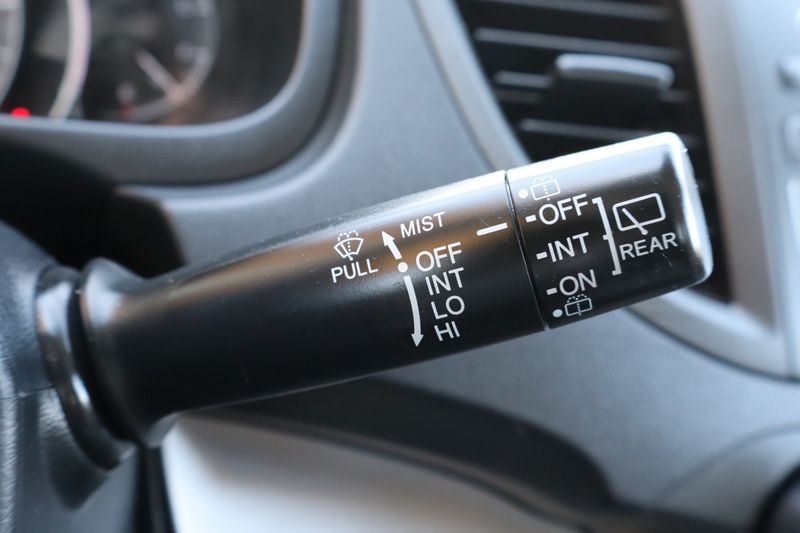 PULL
MIST
OFF
INT
LO
HI
OFF
INT
ON
REAR